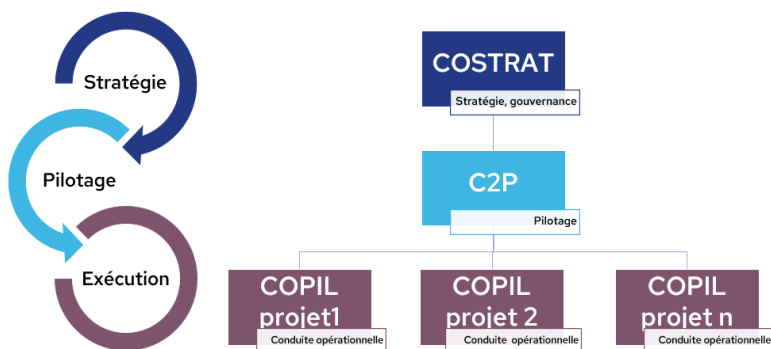 Stratégie
Pilotage
Exécution
COSTRAT
Stratégie, gouvernance
C2P
Pilotage
COPIL
projet1
Conduite opérationnelle
COPIL
projet 2
Conduite opérationnelle
COPIL
projet n
Conduite opérationnelle